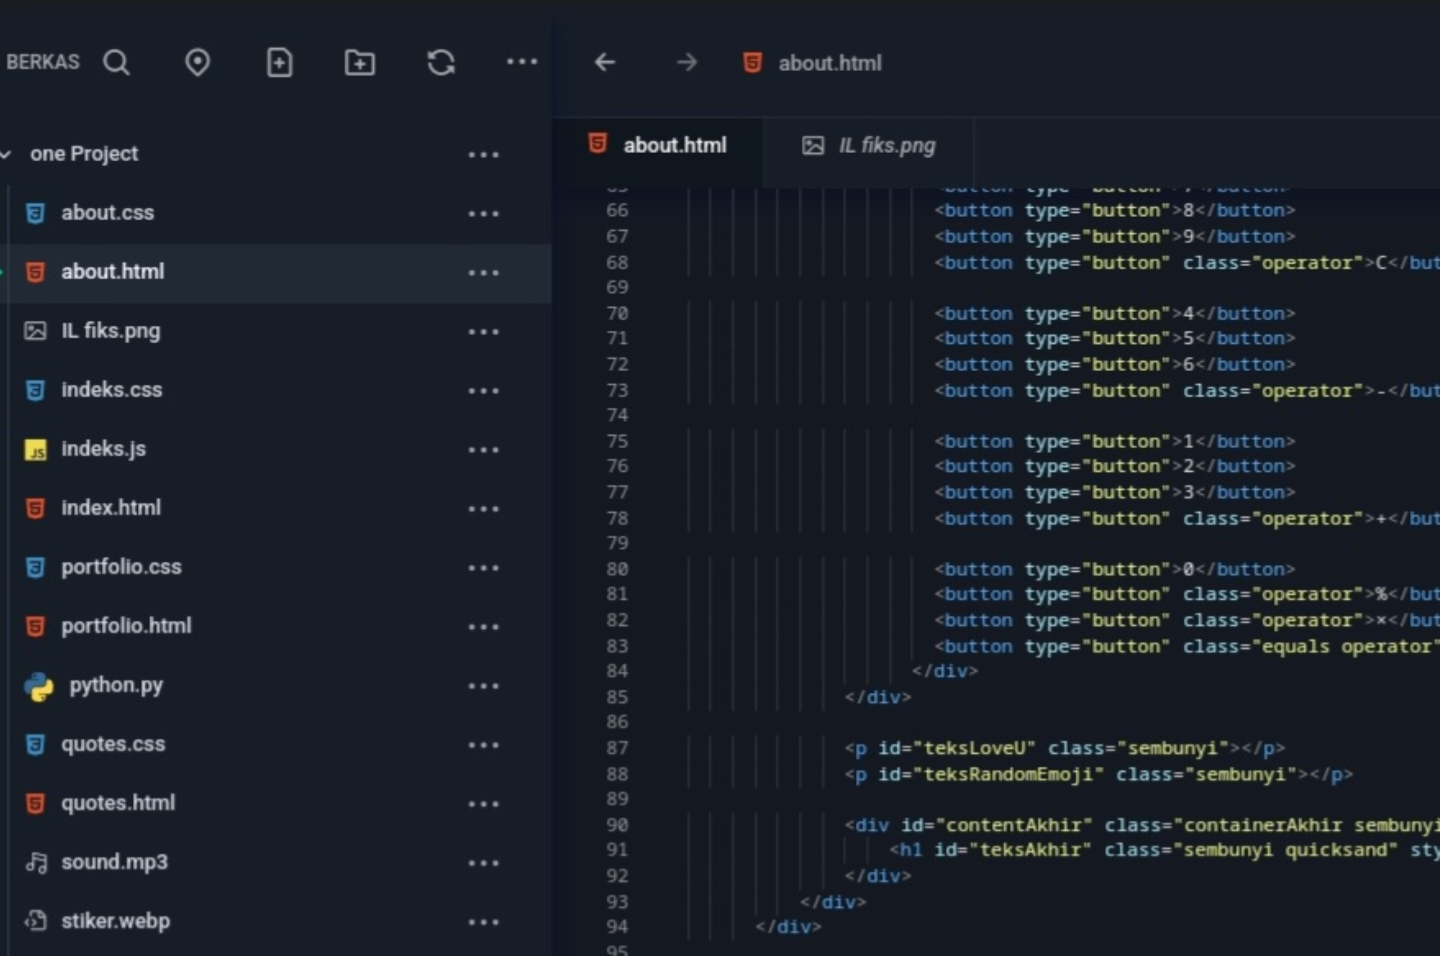 BERKAS
about.html
one Project
about.css
about.html
IL fiks.png
indeks.css
indeks.js
index.html
portfolio.css
portfolio.html
python.py
quotes.css
quotes.html
sound.mp3
stiker.webp
about.html
IL fiks.png
65 <button type="button">7</button>
66 <button type="button">8</button>
67 <button type="button">9</button>
68 <button type="button" class="operator">C</but
69
70 <button type="button">4</button>
71 <button type="button">5</button>
72 <button type="button">6</button>
73 <button type="button" class="operator">-</but
74
75 <button type="button">1</button>
76 <button type="button">2</button>
77 <button type="button">3</button>
78 <button type="button" class="operator">+</but
79
80 <button type="button">0</button>
81 <button type="button" class="operator">%</but
82 <button type="button" class="operator">×</but
83 <button type="button" class="equals operator"
84 </div>
85 </div>
86
87 <p id="teksLoveU" class="sembunyi"></p>
88 <p id="teksRandomEmoji" class="sembunyi"></p>
89
90 <div id="contentAkhir" class="containerAkhir sembunyi
91 <h1 id="teksAkhir" class="sembunyi quicksand" sty
92 </div>
93 </div>
94 </div>
95